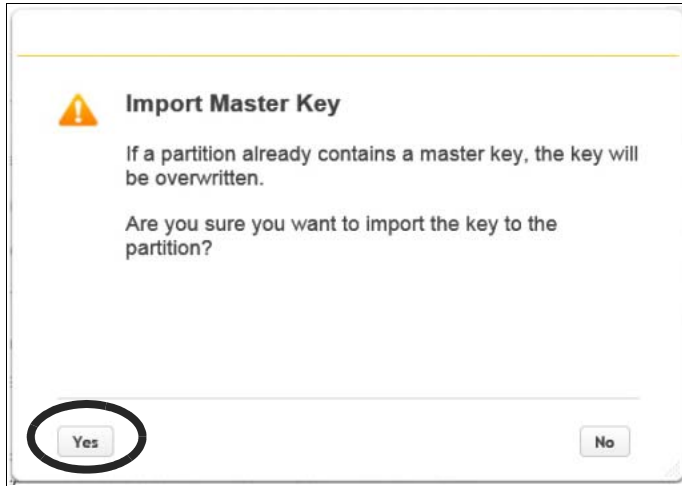 Import Master Key
If a partition already contains a master key, the key will
be overwritten.
Are you sure you want to import the key to the
partition?
Yes
No